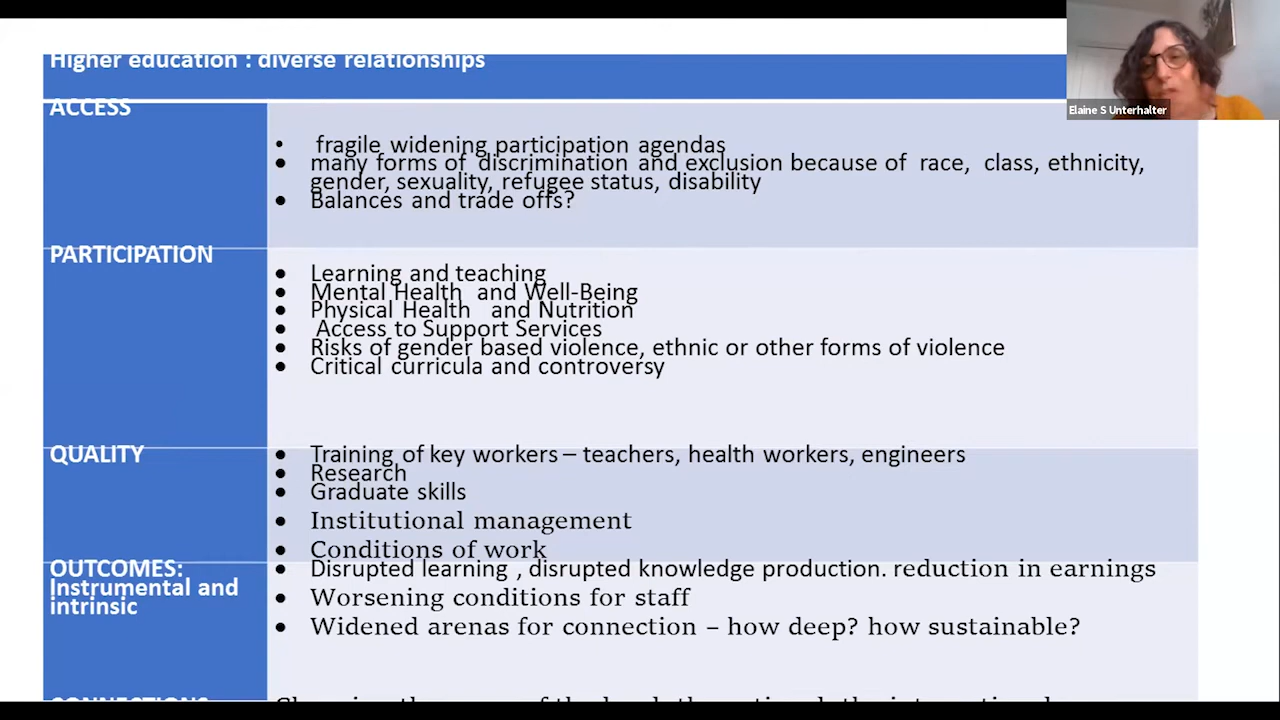 Higher education : diverse relationships
Elaine S Unterhalter
ACCESS
• fragile widening participation agendas
• many forms of discrimination and exclusion because of race, class, ethnicity,
gender, sexuality, refugee status, disability
• Balances and trade offs?
PARTICIPATION
• Learning and teaching
• Mental Health and Well-Being
• Physical Health and Nutrition
• Access to Support Services
• Risks of gender based violence, ethnic or other forms of violence
• Critical curricula and controversy
QUALITY
• Training of key workers – teachers, health workers, engineers
• Research
• Graduate skills
• Institutional management
• Conditions of work
OUTCOMES:
Instrumental and
intrinsic
• Disrupted learning , disrupted knowledge production. reduction in earnings
• Worsening conditions for staff
• Widened arenas for connection – how deep? how sustainable?
CONNECTIONS